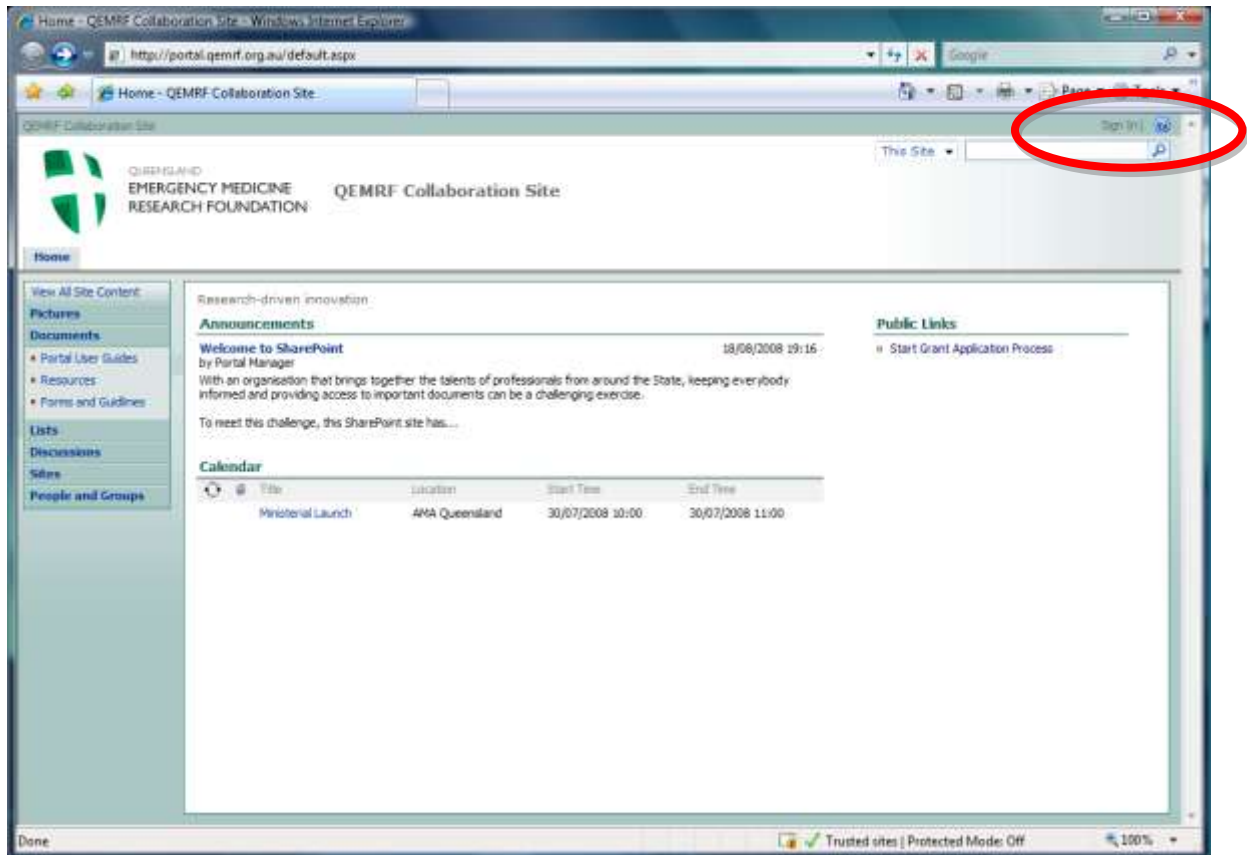 Home - QEMRF Collaboration Site - Windows Internet Explorer
http://portal.qemrf.org.au/default.aspx
Google
Home - QEMRF Collaboration Site
Page
Tools
QEMRF Collaboration Site
Sign In |
This Site
QUEENSLAND
EMERGENCY MEDICINE
RESEARCH FOUNDATION
QEMRF Collaboration Site
Home
View All Site Content
Pictures
Documents
Portal User Guides
Resources
Forms and Guidlines
Lists
Discussions
Sites
People and Groups
Research-driven innovation
Announcements
Welcome to SharePoint 18/08/2008 19:16
by Portal Manager
With an organisation that brings together the talents of professionals from around the State, keeping everybody
informed and providing access to important documents can be a challenging exercise.
To meet this challenge, this SharePoint site has...
Calendar
Title Location Start Time End Time
Ministerial Launch AMA Queensland 30/07/2008 10:00 30/07/2008 11:00
Public Links
Start Grant Application Process
Done
Trusted sites | Protected Mode: Off
100%